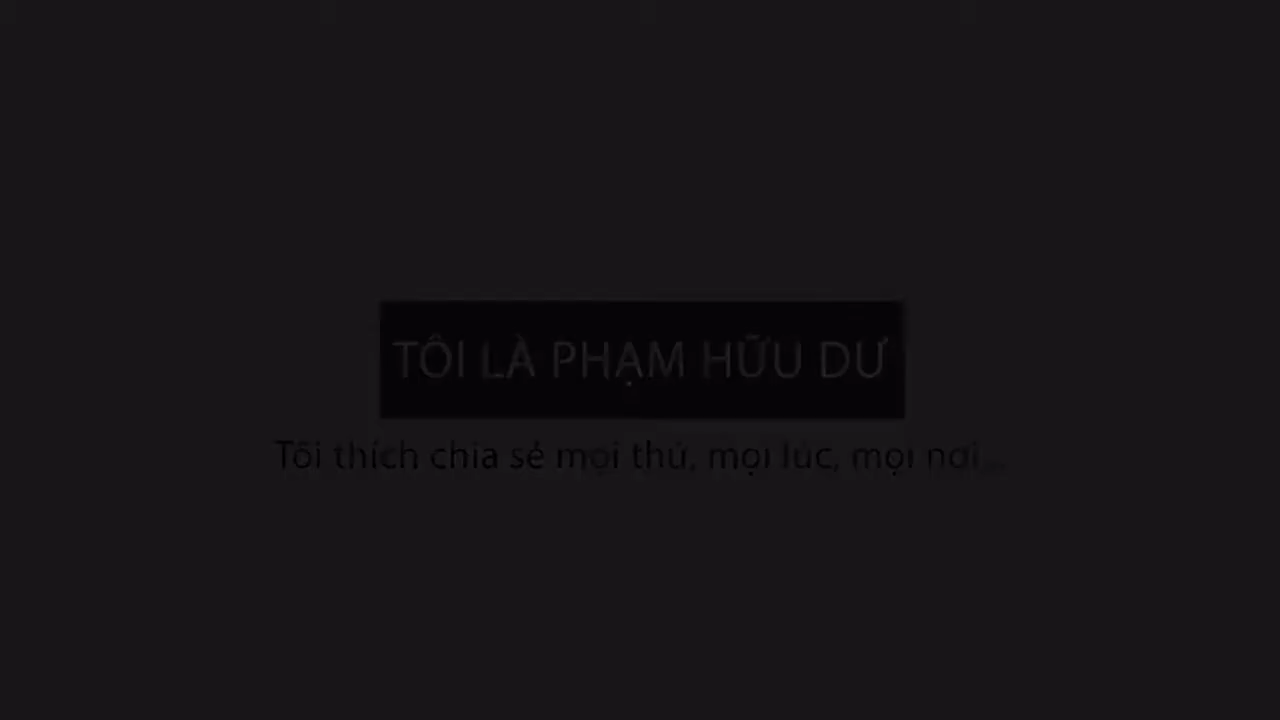 TÔI LÀ PHẠM HỮU DƯ
Tôi thích chia sẻ mọi thứ, mọi lúc, mọi nơi...